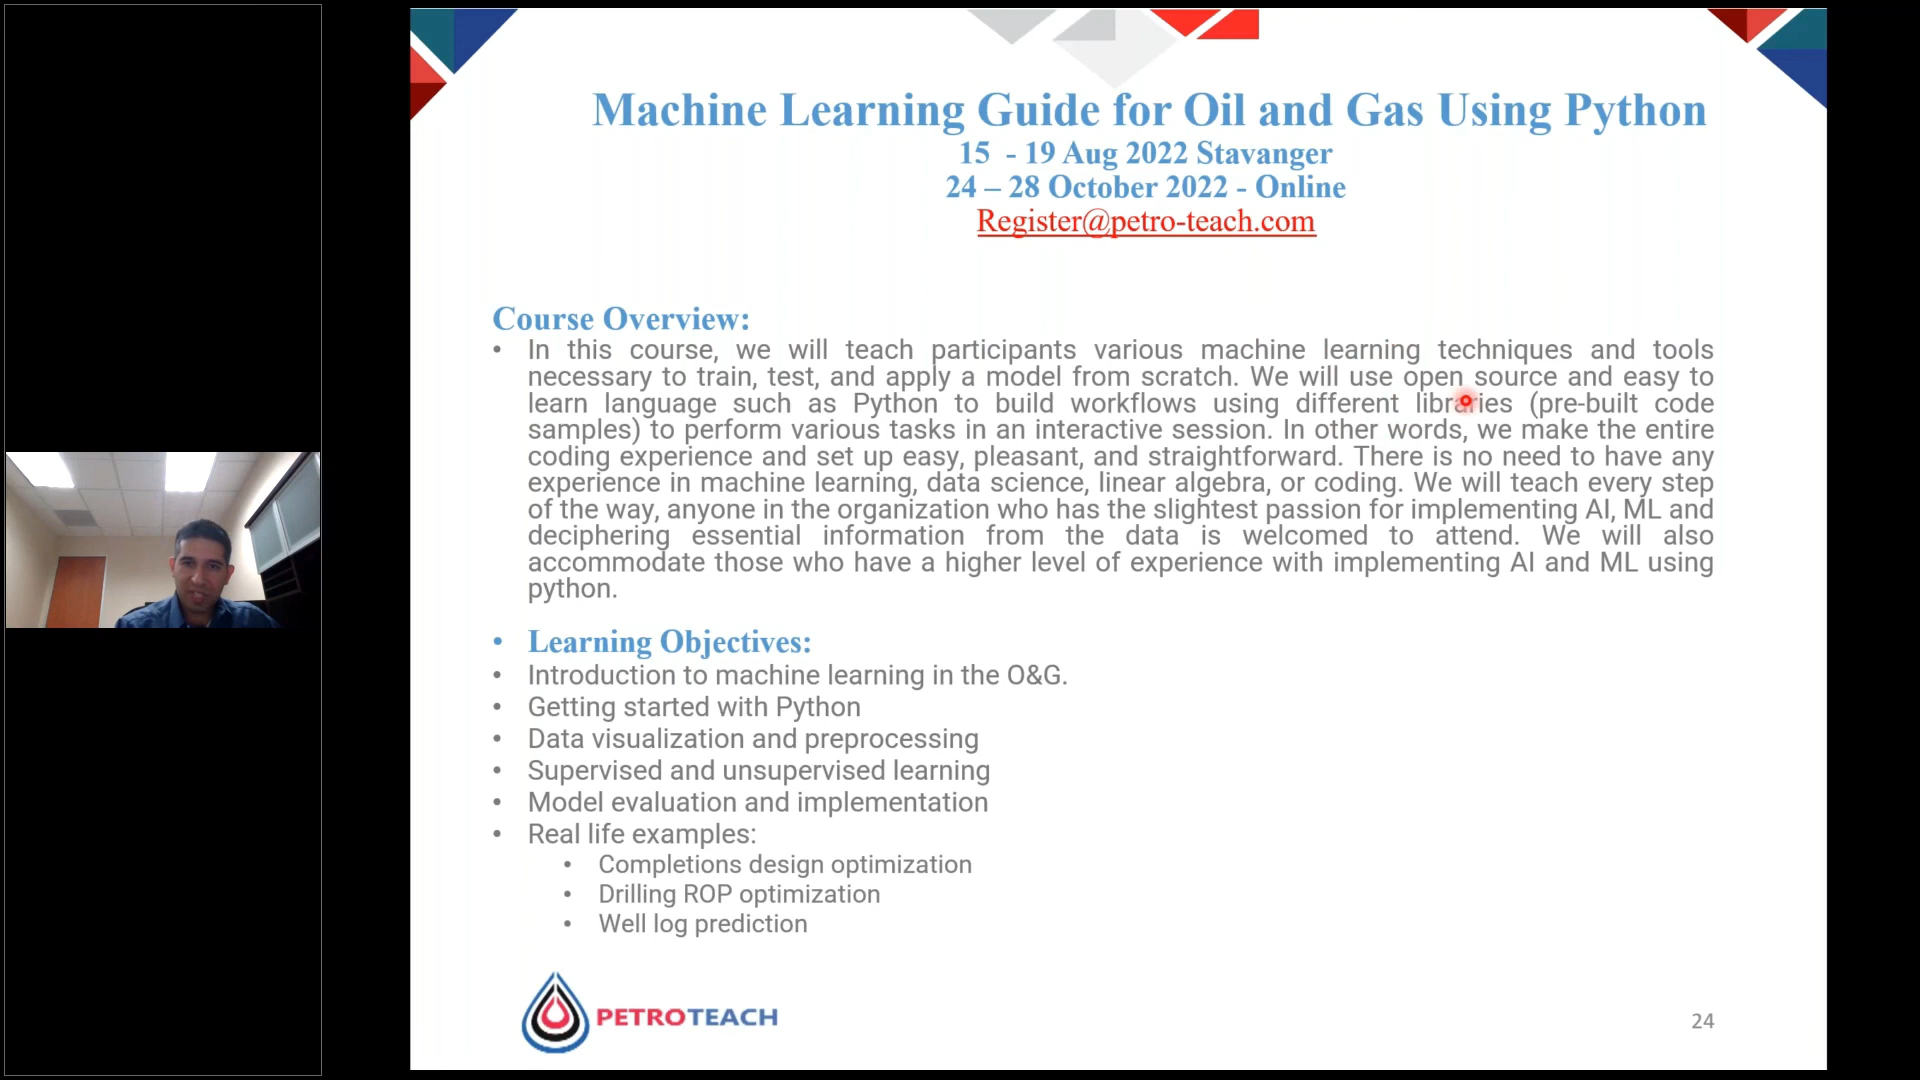 Machine Learning Guide for Oil and Gas Using Python
15 - 19 Aug 2022 Stavanger
24 – 28 October 2022 - Online
Register@petro-teach.com
Course Overview:
• In this course, we will teach participants various machine learning techniques and tools
necessary to train, test, and apply a model from scratch. We will use open source and easy to
learn language such as Python to build workflows using different libraries (pre-built code
samples) to perform various tasks in an interactive session. In other words, we make the entire
coding experience and set up easy, pleasant, and straightforward. There is no need to have any
experience in machine learning, data science, linear algebra, or coding. We will teach every step
of the way, anyone in the organization who has the slightest passion for implementing AI, ML and
deciphering essential information from the data is welcomed to attend. We will also
accommodate those who have a higher level of experience with implementing AI and ML using
python.
• Learning Objectives:
• Introduction to machine learning in the O&G.
• Getting started with Python
• Data visualization and preprocessing
• Supervised and unsupervised learning
• Model evaluation and implementation
• Real life examples:
• Completions design optimization
• Drilling ROP optimization
• Well log prediction
PETROTEACH
24